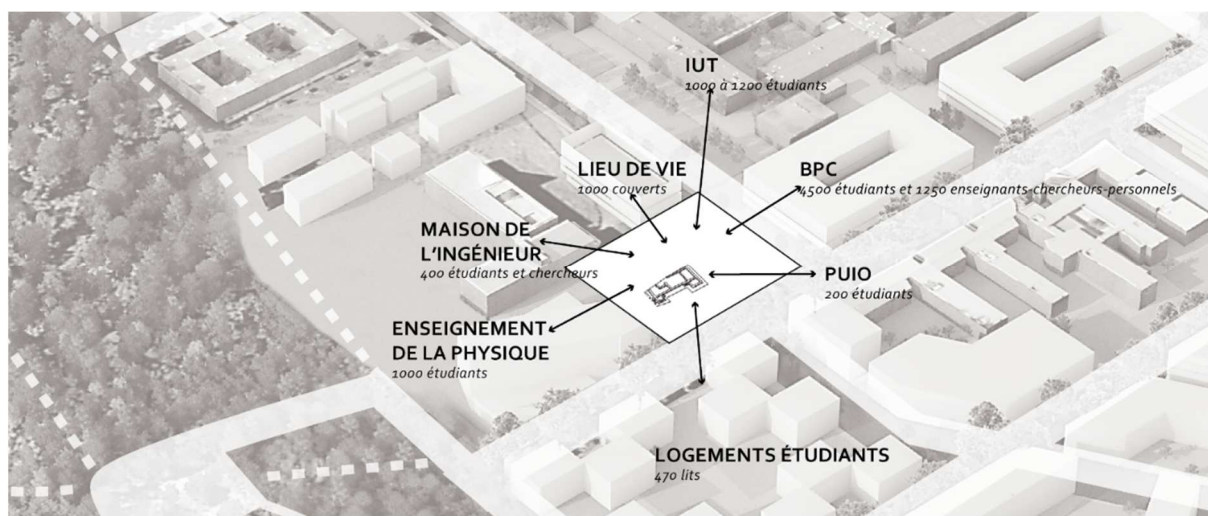 IUT
1000 à 1200 étudiants
LIEU DE VIE
1000 couverts
BPC
4500 étudiants et 1250 enseignants-chercheurs-personnels
MAISON DE
L'INGÉNIEUR
400 étudiants et chercheurs
PUIO
200 étudiants
ENSEIGNEMENT
DE LA PHYSIQUE
1000 étudiants
LOGEMENTS ÉTUDIANTS
470 lits